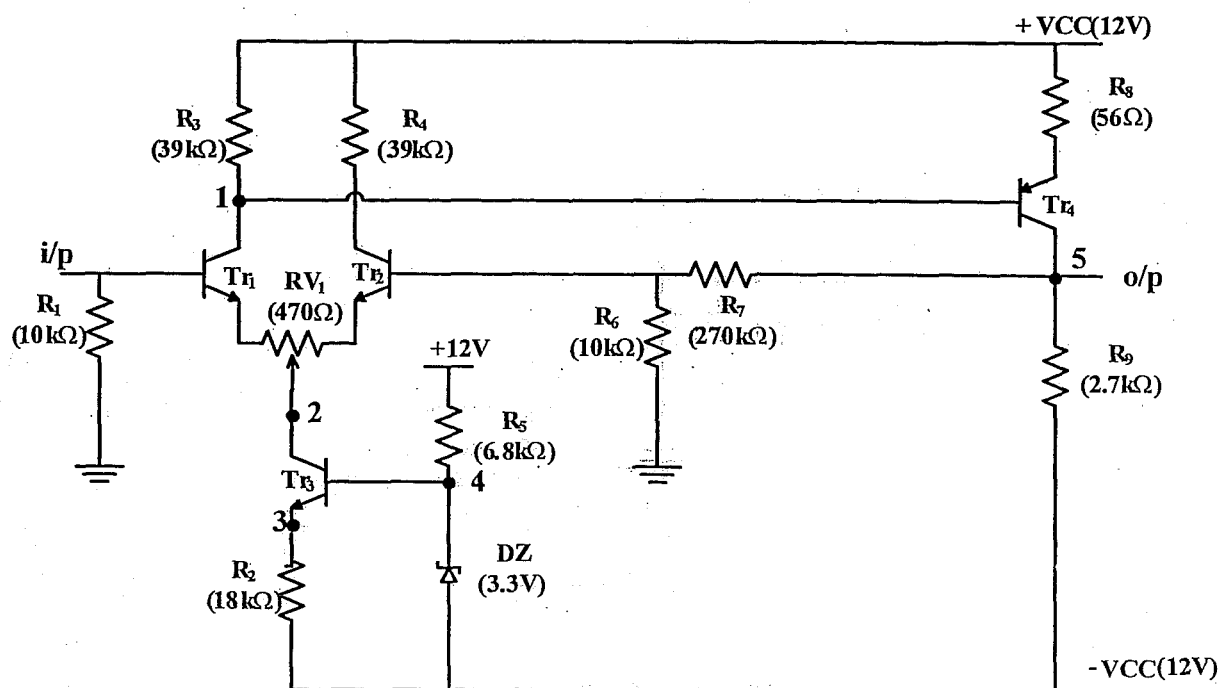 + VCC(12V)
R3
(39kΩ)
R4
(39kΩ)
R8
(56Ω)
1
Tr4
i/p
Tr1
RV1
(470Ω)
Tr2
5
o/p
R1
(10kΩ)
R6
(10kΩ)
R7
(270kΩ)
+12V
R9
(2.7kΩ)
2
R5
(6.8kΩ)
Tr3
4
3
DZ
(3.3V)
R2
(18kΩ)
- VCC(12V)